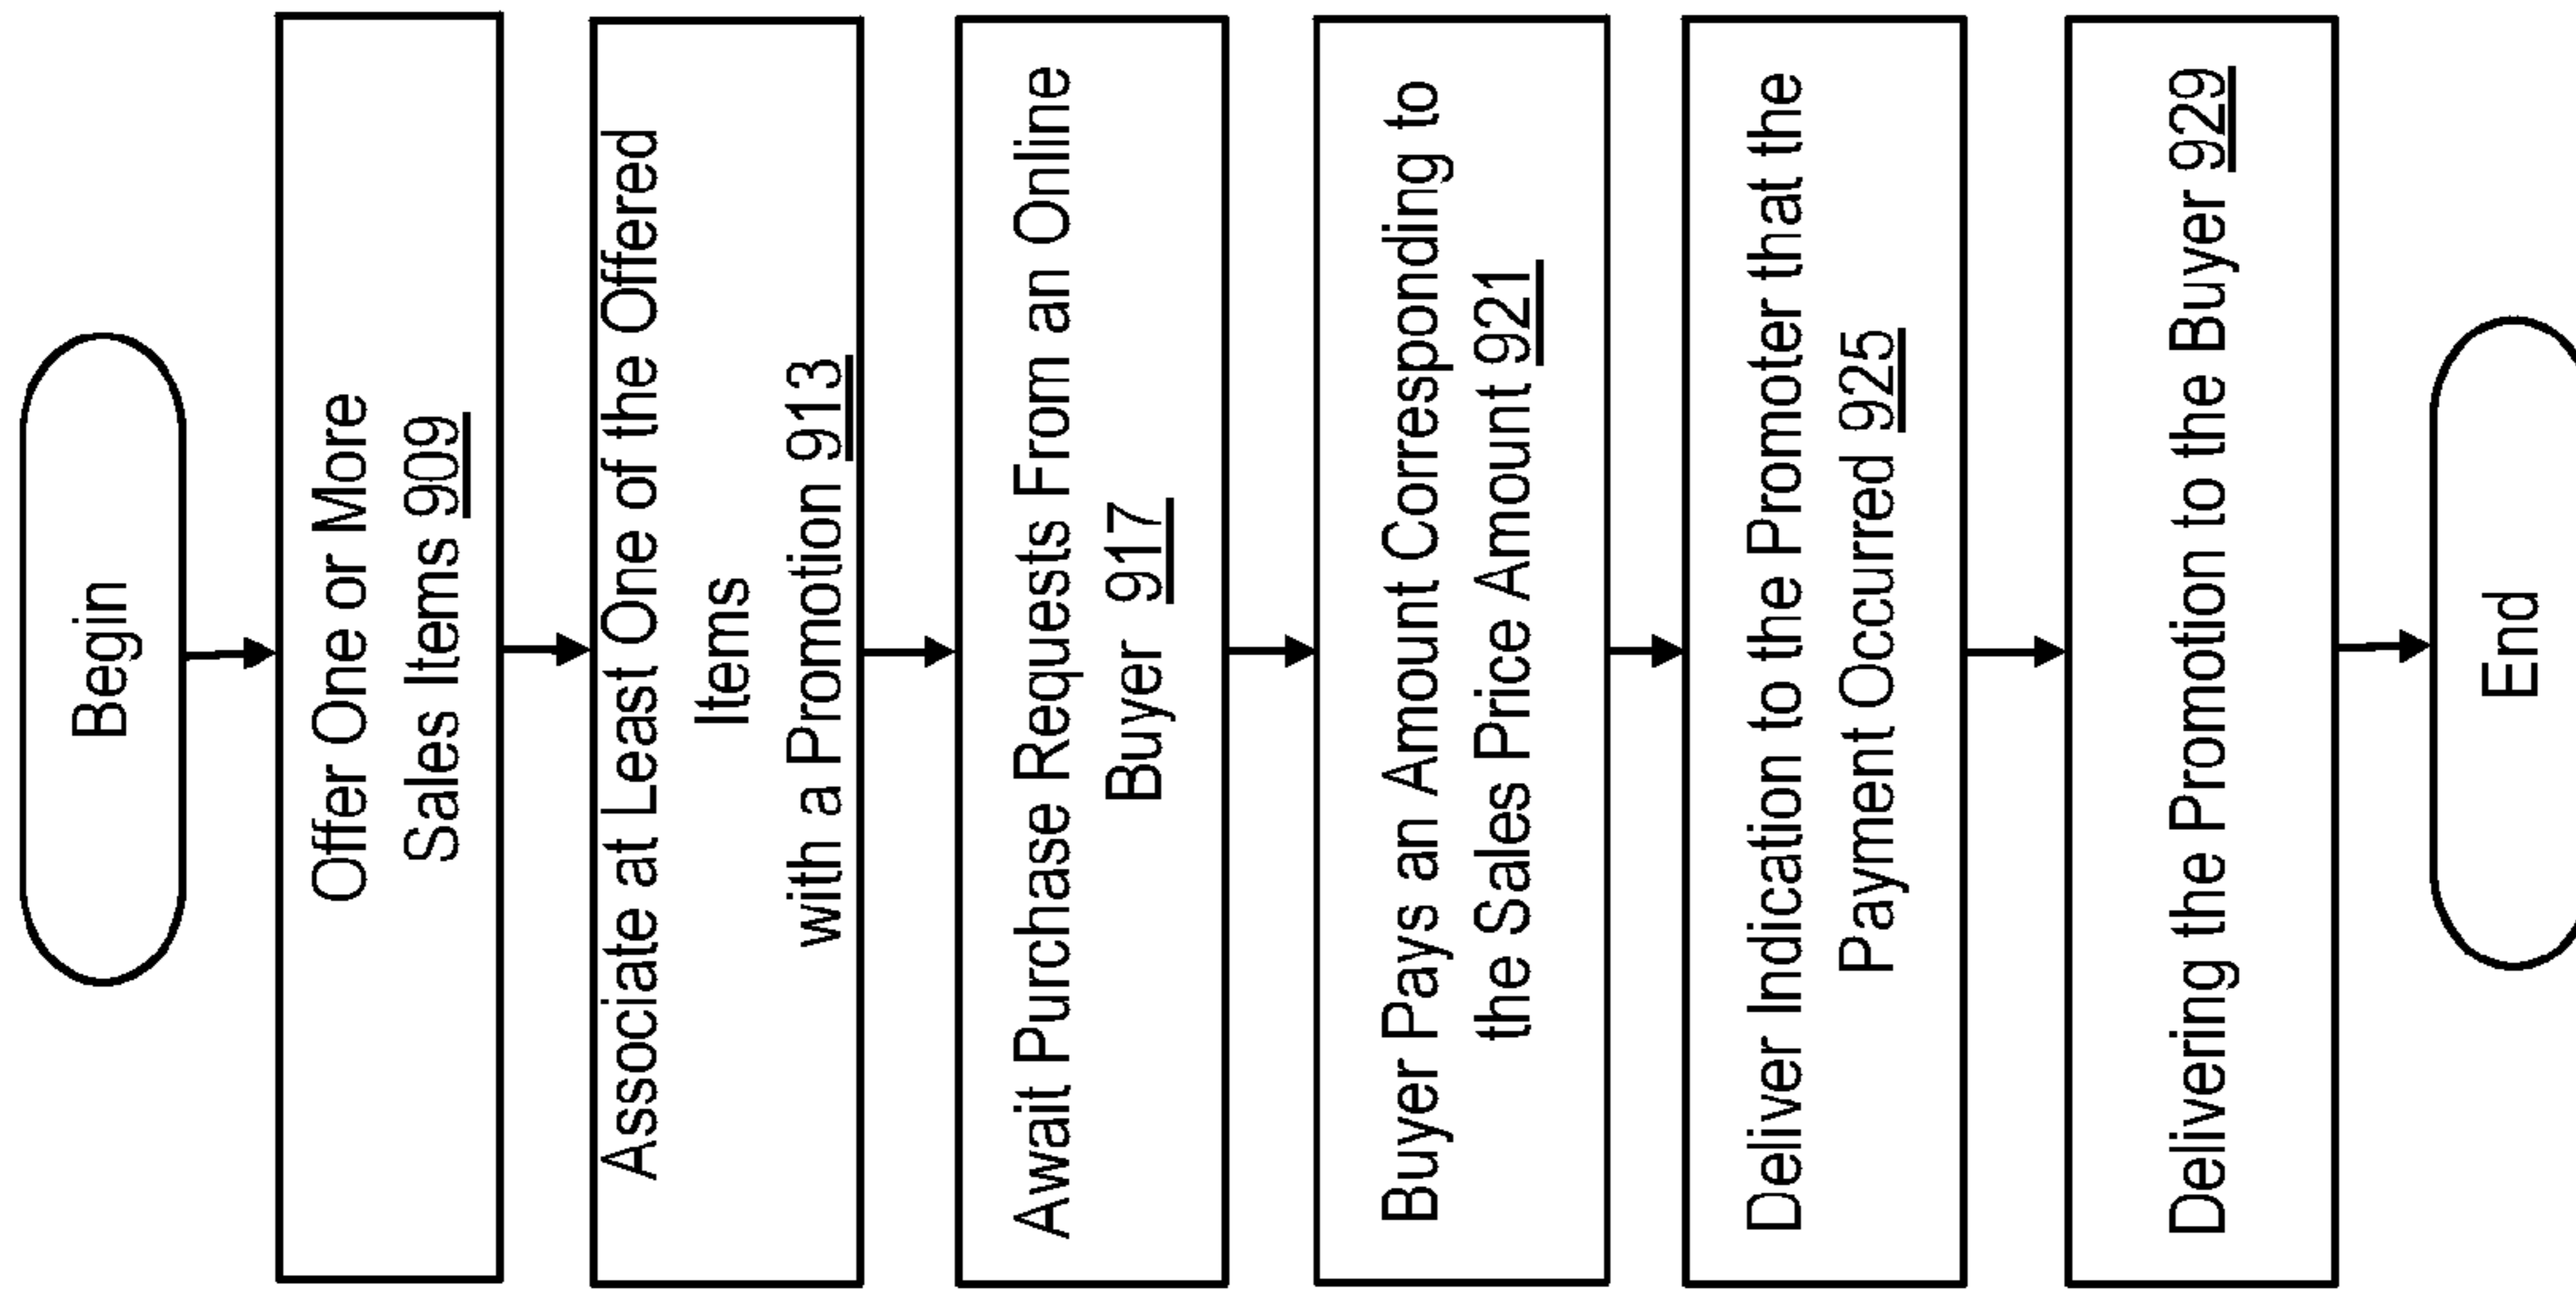 Begin
Offer One or More
Sales Items 909
Associate at Least One of the Offered
Items
with a Promotion 913
Await Purchase Requests From an Online
Buyer 917
Buyer Pays an Amount Corresponding to
the Sales Price Amount 921
Deliver Indication to the Promoter that the
Payment Occurred 925
Delivering the Promotion to the Buyer 929
End